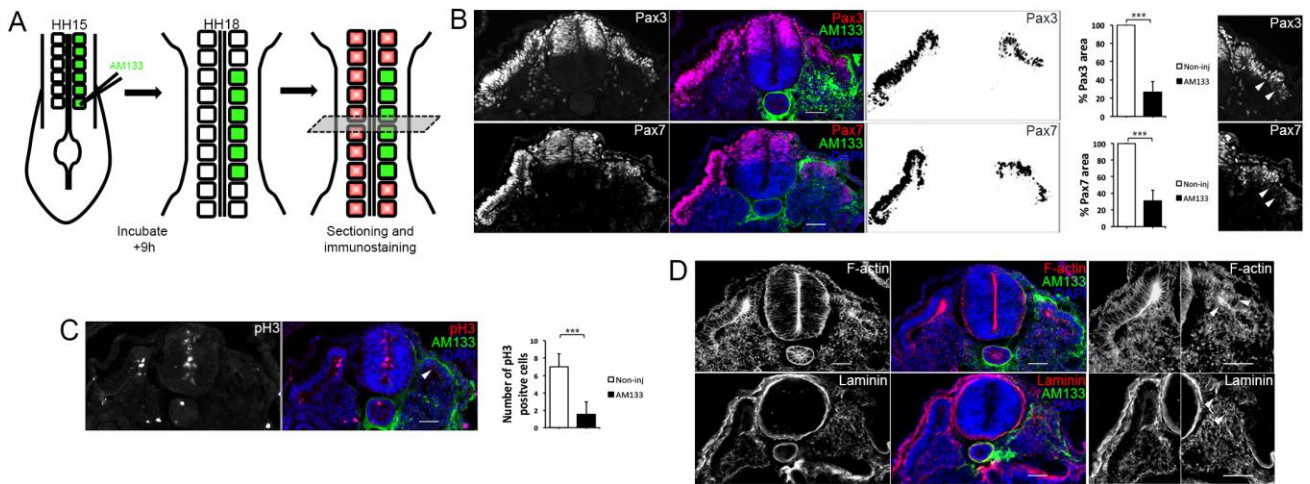 A
HH15
HH18
AM133
Incubate
+9h
Sectioning and
immunostaining
B
Pax3
Pax3
AM133
DAPI
Pax3
% Pax3 area
100
80
60
40
20
0
***
Non-inj
AM133
Pax3
Pax7
Pax7
AM133
DAPI
Pax7
% Pax7 area
100
80
60
40
20
0
***
Non-inj
AM133
Pax7
C
pH3
pH3
AM133
DAPI
Number of pH3
positve cells
10
8
6
4
2
0
***
Non-inj
AM133
D
F-actin
F-actin
AM133
DAPI
F-actin
Laminin
Laminin
AM133
DAPI
Laminin